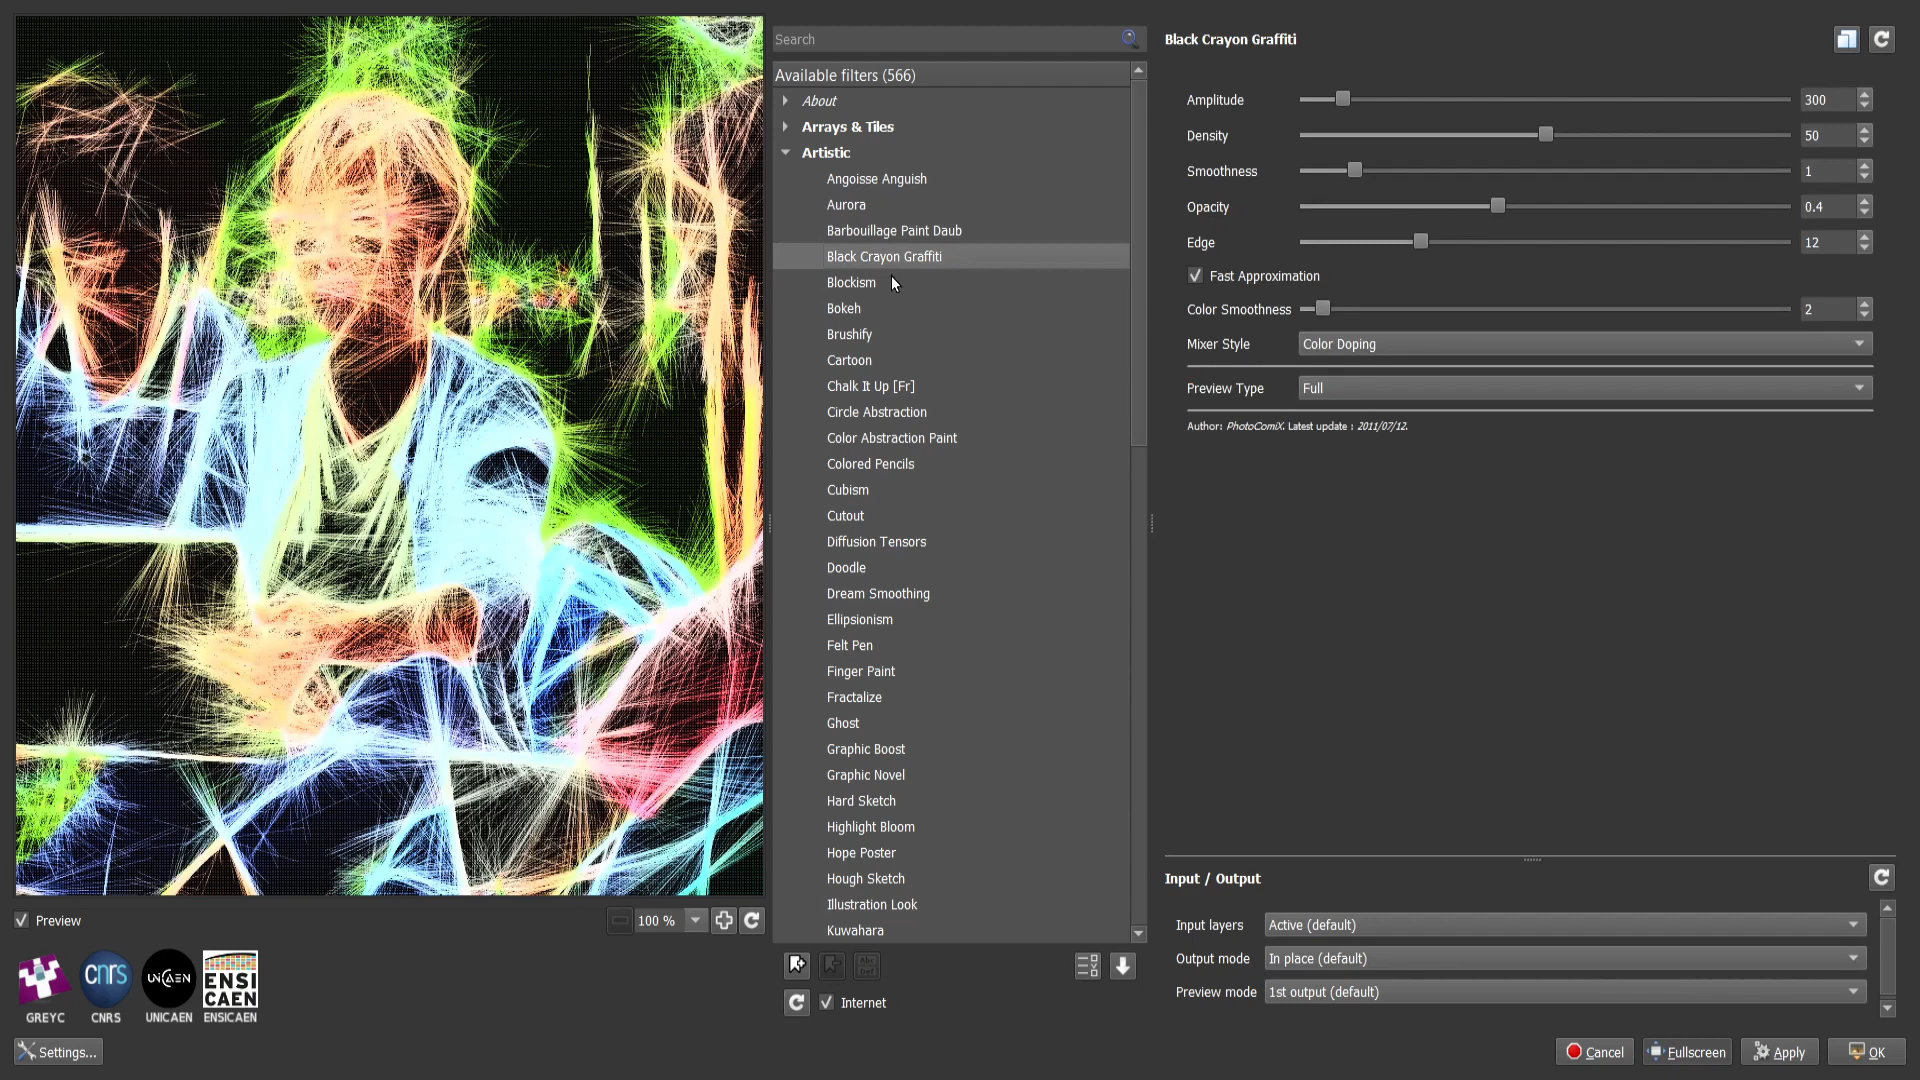 Search
Available filters (566)
About
Arrays & Tiles
Artistic
Angoisse Anguish
Aurora
Barbouillage Paint Daub
Black Crayon Graffiti
Blockism
Bokeh
Brushify
Cartoon
Chalk It Up [Fr]
Circle Abstraction
Color Abstraction Paint
Colored Pencils
Cubism
Cutout
Diffusion Tensors
Doodle
Dream Smoothing
Ellipsionism
Felt Pen
Finger Paint
Fractalize
Ghost
Graphic Boost
Graphic Novel
Hard Sketch
Highlight Bloom
Hope Poster
Hough Sketch
Illustration Look
Kuwahara
Internet
Black Crayon Graffiti
Amplitude 300
Density 50
Smoothness 1
Opacity 0.4
Edge 12
Fast Approximation
Color Smoothness 2
Mixer Style Color Doping
Preview Type Full
Author: PhotoComiX. Latest update : 2011/07/12.
Input / Output
Input layers Active (default)
Output mode In place (default)
Preview mode 1st output (default)
Preview
100 %
cnrs
UNICAEN
ENSI
CAEN
GREYC CNRS UNICAEN ENSICAEN
Settings...
Cancel Fullscreen Apply OK